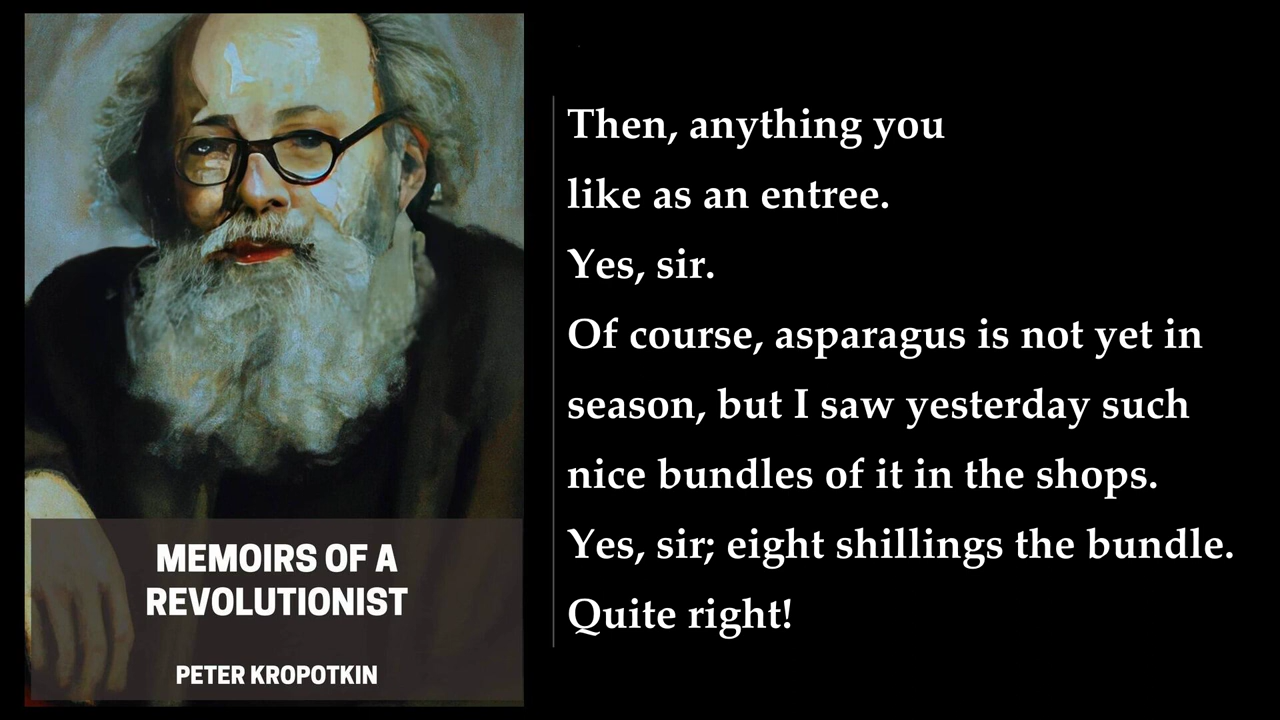 Then, anything you
like as an entree.
Yes, sir.
Of course, asparagus is not yet in
season, but I saw yesterday such
nice bundles of it in the shops.
Yes, sir; eight shillings the bundle.
Quite right!
MEMOIRS OF A
REVOLUTIONIST
PETER KROPOTKIN